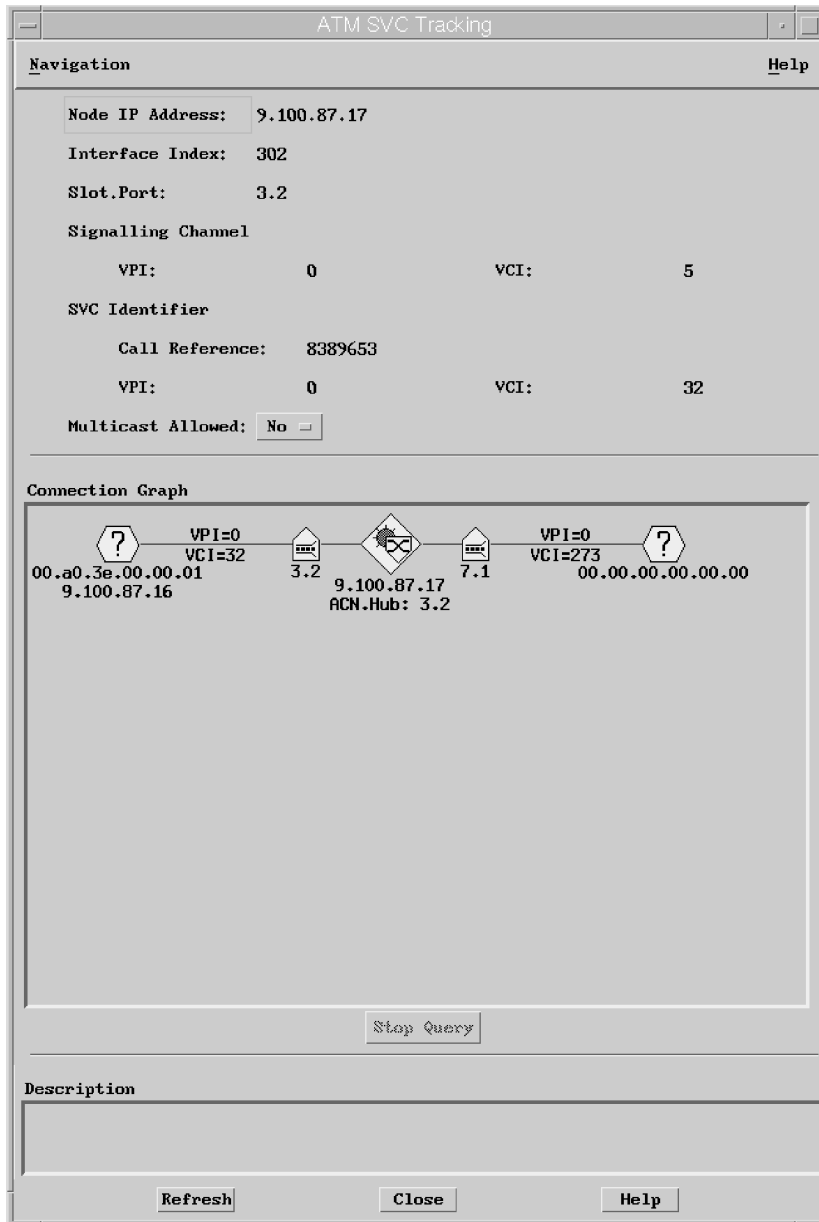 ATM SVC Tracking
Navigation Help
Node IP Address: 9.100.87.17
Interface Index: 302
Slot.Port: 3.2
Signalling Channel
VPI: 0 VCI: 5
SVC Identifier
Call Reference: 8389653
VPI: 0 VCI: 32
Multicast Allowed: No
Connection Graph
? VPI=0 VPI=0 ?
VCI=32 VCI=273
00.a0.3e.00.00.01 3.2 7.1 00.00.00.00.00.00
9.100.87.16 9.100.87.17
ACN.Hub: 3.2
Stop Query
Description
Refresh Close Help